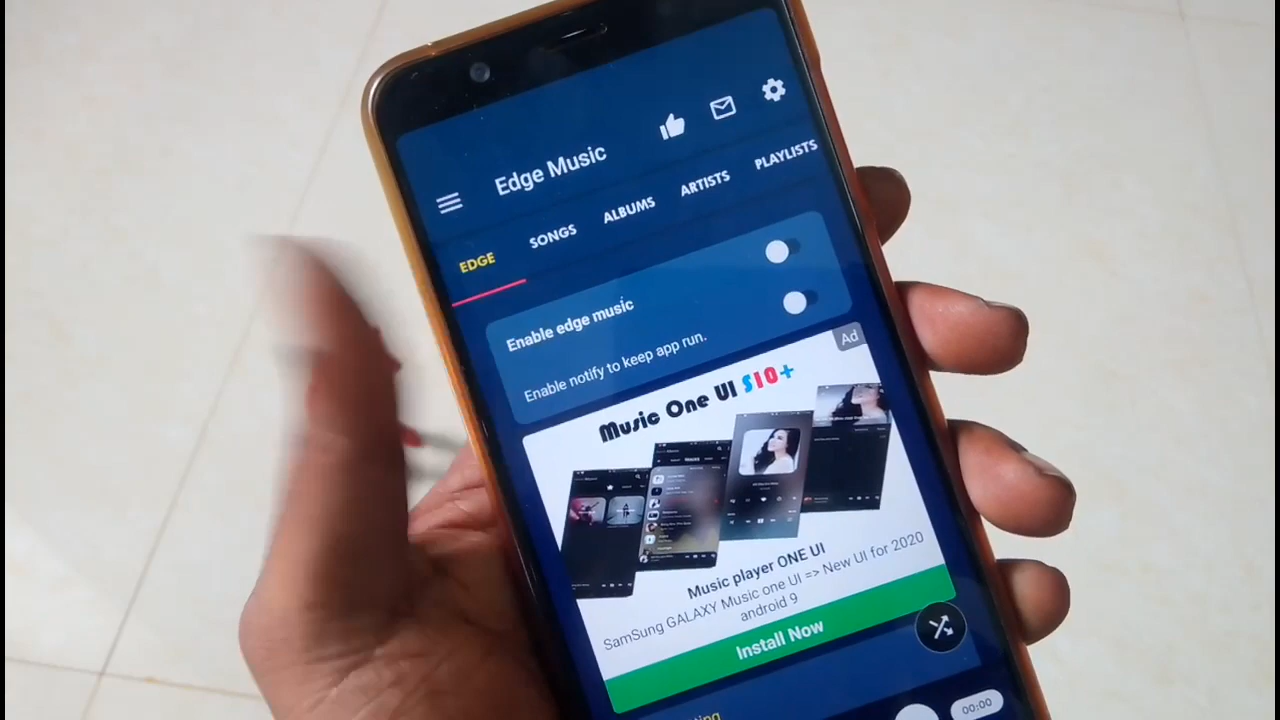 Edge Music
EDGE SONGS ALBUMS ARTISTS PLAYLISTS
Enable edge music
Enable notify to keep app run.
Ad
Music One UI S10+
Music player ONE UI
SamSung GALAXY Music one UI => New UI for 2020
android 9
Install Now
00:00